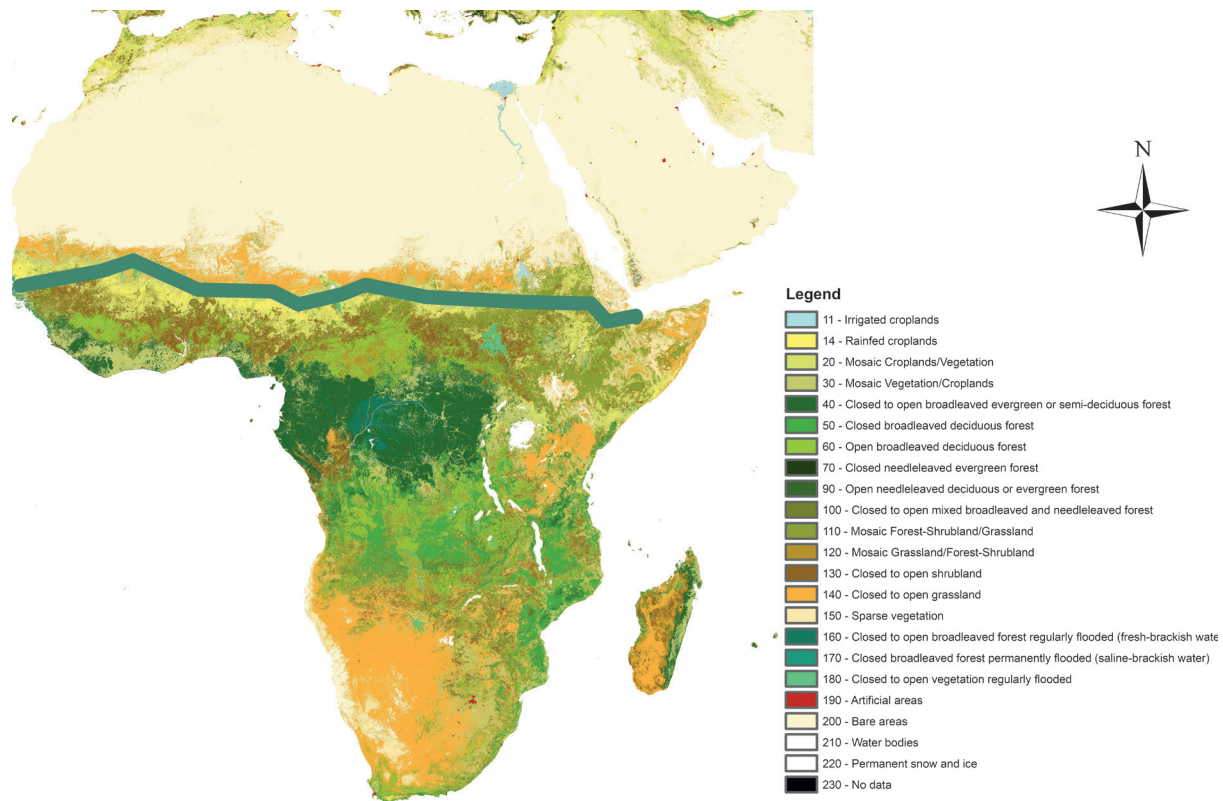 N
Legend
11 - Irrigated croplands
14 - Rainfed croplands
20 - Mosaic Croplands/Vegetation
30 - Mosaic Vegetation/Croplands
40 - Closed to open broadleaved evergreen or semi-deciduous forest
50 - Closed broadleaved deciduous forest
60 - Open broadleaved deciduous forest
70 - Closed needleleaved evergreen forest
90 - Open needleleaved deciduous or evergreen forest
100 - Closed to open mixed broadleaved and needleleaved forest
110 - Mosaic Forest-Shrubland/Grassland
120 - Mosaic Grassland/Forest-Shrubland
130 - Closed to open shrubland
140 - Closed to open grassland
150 - Sparse vegetation
160 - Closed to open broadleaved forest regularly flooded (fresh-brackish wate
170 - Closed broadleaved forest permanently flooded (saline-brackish water)
180 - Closed to open vegetation regularly flooded
190 - Artificial areas
200 - Bare areas
210 - Water bodies
220 - Permanent snow and ice
230 - No data